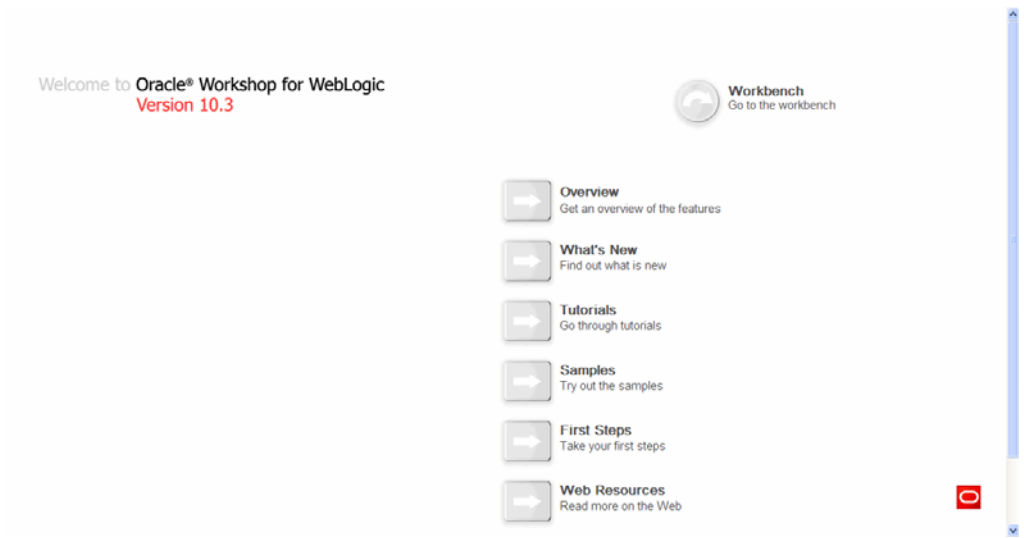 Welcome to Oracle® Workshop for WebLogic
Version 10.3
Workbench
Go to the workbench
Overview
Get an overview of the features
What's New
Find out what is new
Tutorials
Go through tutorials
Samples
Try out the samples
First Steps
Take your first steps
Web Resources
Read more on the Web